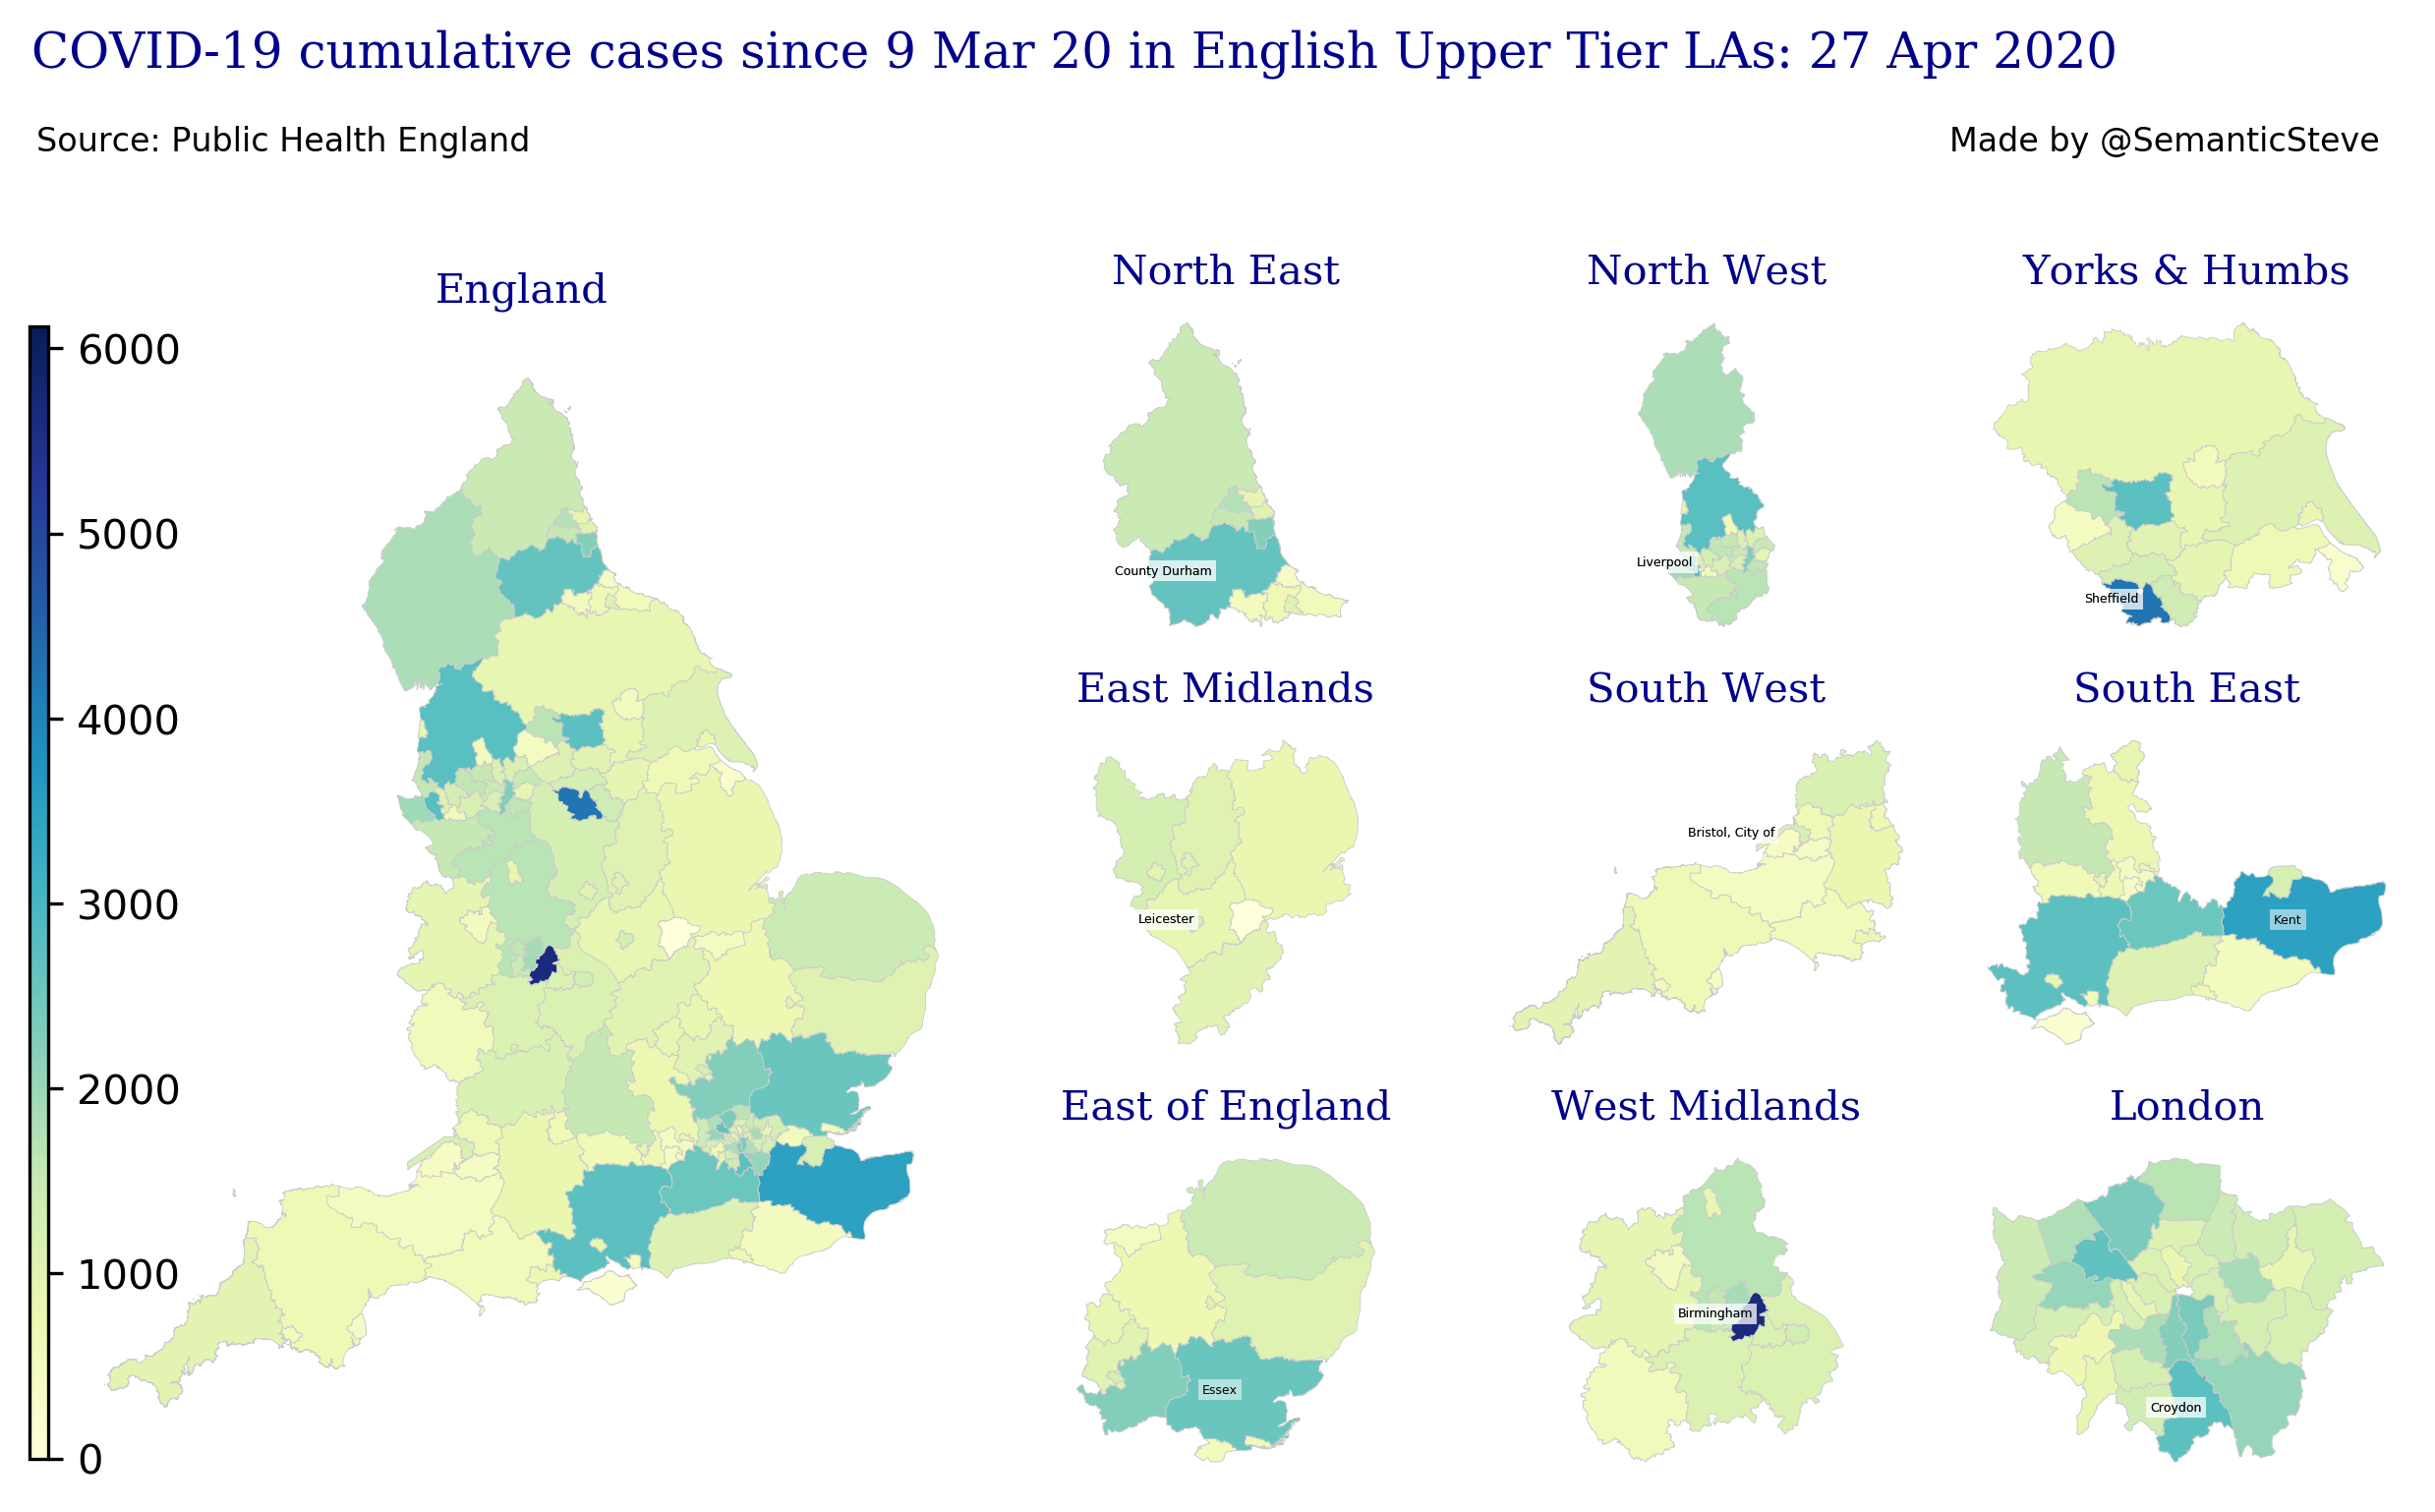 COVID-19 cumulative cases since 9 Mar 20 in English Upper Tier LAs: 27 Apr 2020
Source: Public Health England
Made by @SemanticSteve
England
6000
5000
4000
3000
2000
1000
0
North East
County Durham
North West
Liverpool
Yorks & Humbs
Sheffield
East Midlands
Leicester
South West
Bristol, City of
South East
Kent
East of England
Essex
West Midlands
Birmingham
London
Croydon